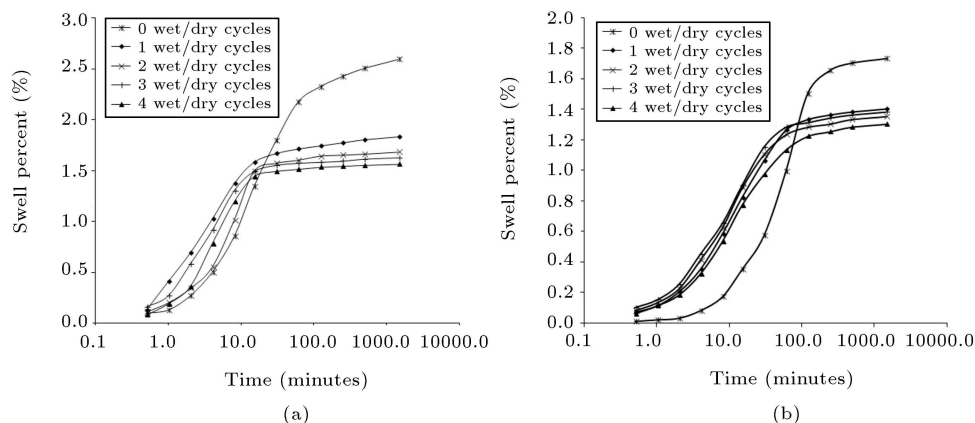 3.0
2.5
2.0
1.5
1.0
0.5
0.0
Swell percent (%)
0 wet/dry cycles
1 wet/dry cycles
2 wet/dry cycles
3 wet/dry cycles
4 wet/dry cycles
0.1 1.0 10.0 100.0 1000.0 10000.0
Time (minutes)
(a)
2.0
1.8
1.6
1.4
1.2
1.0
0.8
0.6
0.4
0.2
0.0
Swell percent (%)
0 wet/dry cycles
1 wet/dry cycles
2 wet/dry cycles
3 wet/dry cycles
4 wet/dry cycles
0.1 1.0 10.0 100.0 1000.0 10000.0
Time (minutes)
(b)